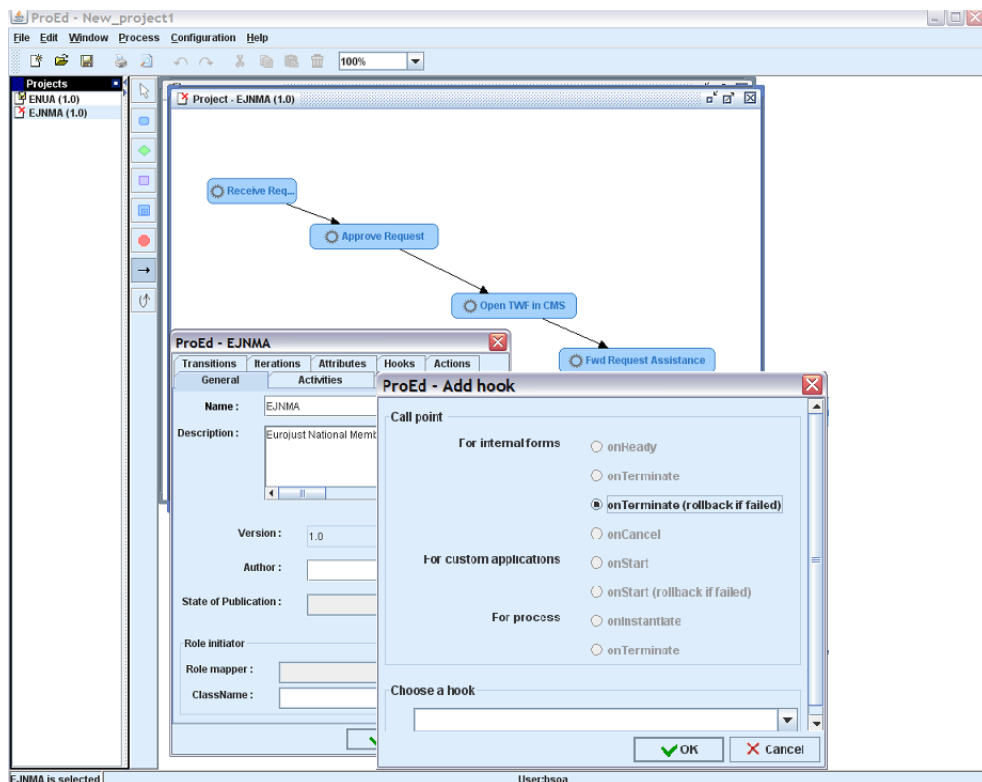 ProEd - New_project1
File Edit Window Process Configuration Help
100%
Projects
ENUA (1.0)
EJNMA (1.0)
Project - EJNMA (1.0)
Receive Req...
Approve Request
Open TWF in CMS
Fwd Request Assistance
ProEd - EJNMA
Transitions Iterations Attributes Hooks Actions
General Activities
Name :
EJNMA
Description :
Eurojust National Memb
Version :
1.0
Author :
State of Publication :
Role initiator
Role mapper :
ClassName :
ProEd - Add hook
Call point
For internal forms
onReady
onTerminate
onTerminate (rollback if failed)
onCancel
For custom applications
onStart
onStart (rollback if failed)
For process
onInstantiate
onTerminate
Choose a hook
OK
Cancel
EJNMA is selected
User:bsoa